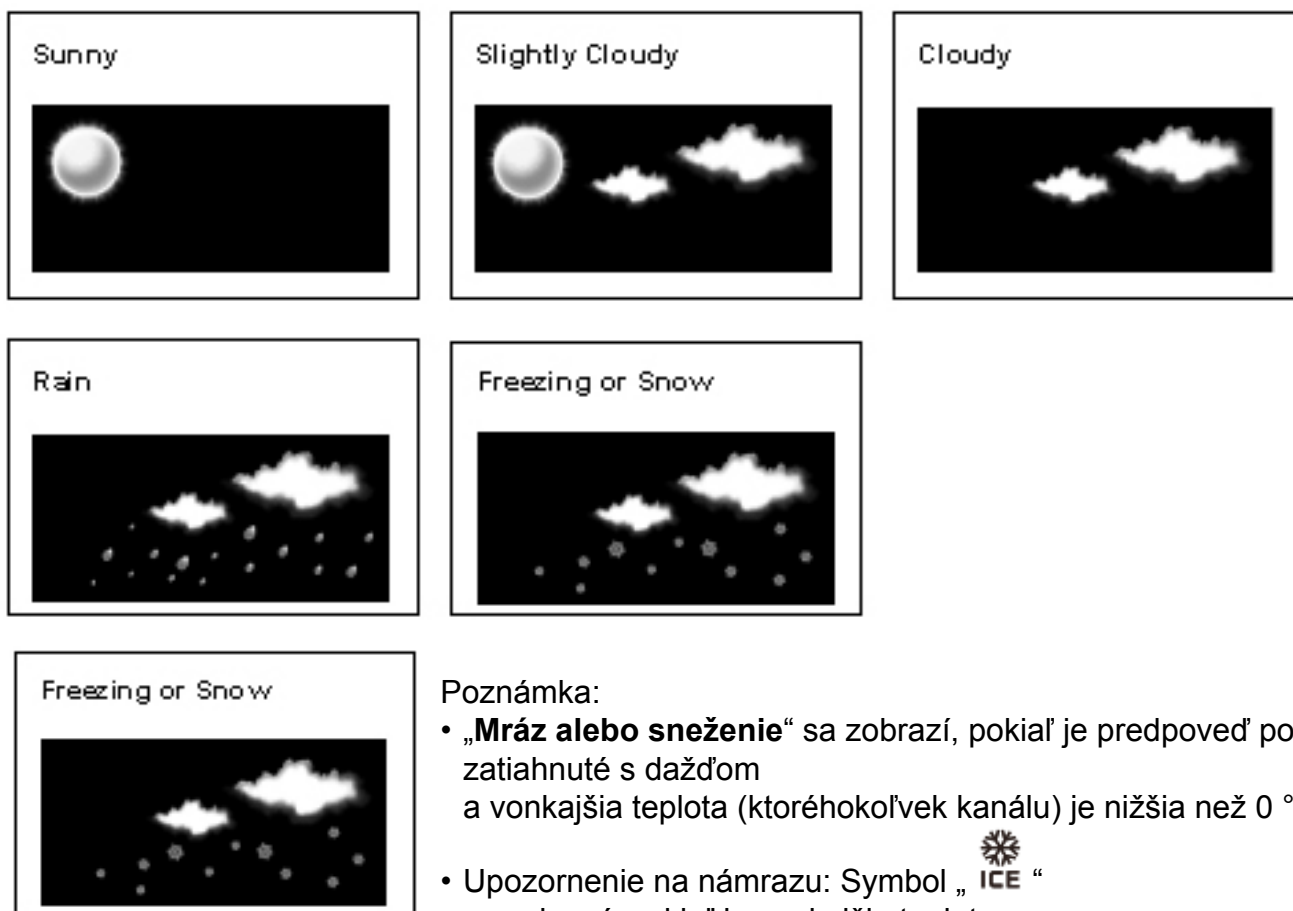 Sunny
Slightly Cloudy
Cloudy
Rain
Freezing or Snow
Freezing or Snow
Poznámka:
• „Mráz alebo sneženie“ sa zobrazí, pokiaľ je predpoveď po
zatiahnuté s dažďom
a vonkajšia teplota (ktoréhokoľvek kanálu) je nižšia než 0 °
• Upozornenie na námrazu: Symbol „ ICE “